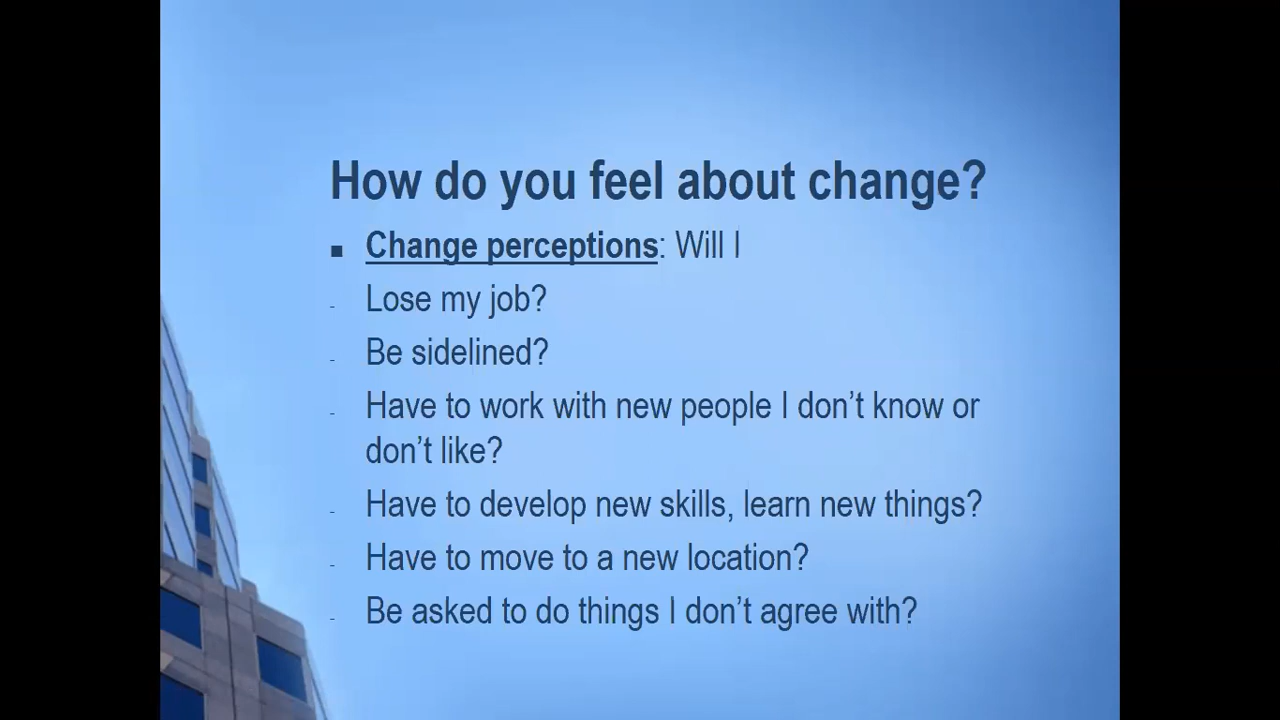 How do you feel about change?
▪ Change perceptions: Will I
- Lose my job?
- Be sidelined?
- Have to work with new people I don’t know or
don’t like?
- Have to develop new skills, learn new things?
- Have to move to a new location?
- Be asked to do things I don’t agree with?